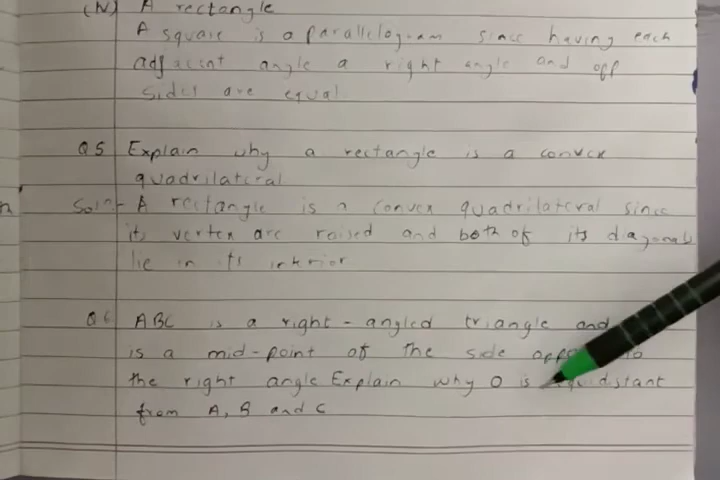 (iv) A rectangle
A square is a parallelogram since having each
adjacent angle a right angle and opp
sides are equal.
Q5 Explain why a rectangle is a convex
quadrilateral
Soln:- A rectangle is a convex quadrilateral since
its vertex are raised and both of its diagonals
lie in its interior
Q6 ABC is a right-angled triangle and
is a mid-point of the side to
the right angle Explain why O is equidistant
from A, B and C